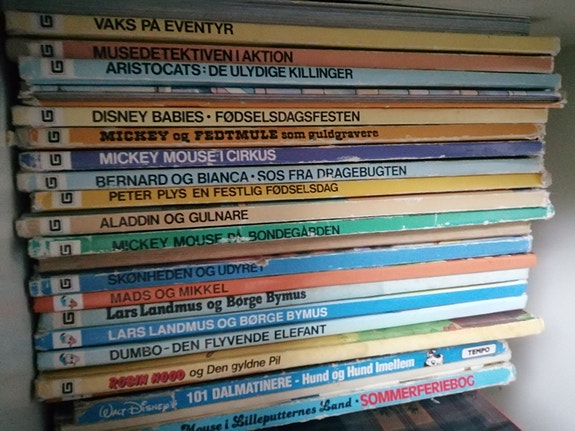 VAKS PÅ EVENTYR
MUSEDETEKTIVEN I AKTION
ARISTOCATS: DE ULYDIGE KILLINGER
DISNEY BABIES · FØDSELSDAGSFESTEN
MICKEY og FEDTMULE som guldgravere
MICKEY MOUSE I CIRKUS
BERNARD OG BIANCA · SOS FRA DRAGEBUGTEN
PETER PLYS EN FESTLIG FØDSELSDAG
ALADDIN OG GULNARE
MICKEY MOUSE PÅ BONDEGÅRDEN
SKØNHEDEN OG UDYRET
MADS OG MIKKEL
Lars Landmus og Børge Bymus
LARS LANDMUS OG BØRGE BYMUS
DUMBO - DEN FLYVENDE ELEFANT
ROBIN HOOD og Den gyldne Pil
WALT DISNEY 101 DALMATINERE - Hund og Hund Imellem TEMPO
Mouse i Lilleputternes Land · SOMMERFERIEBOG